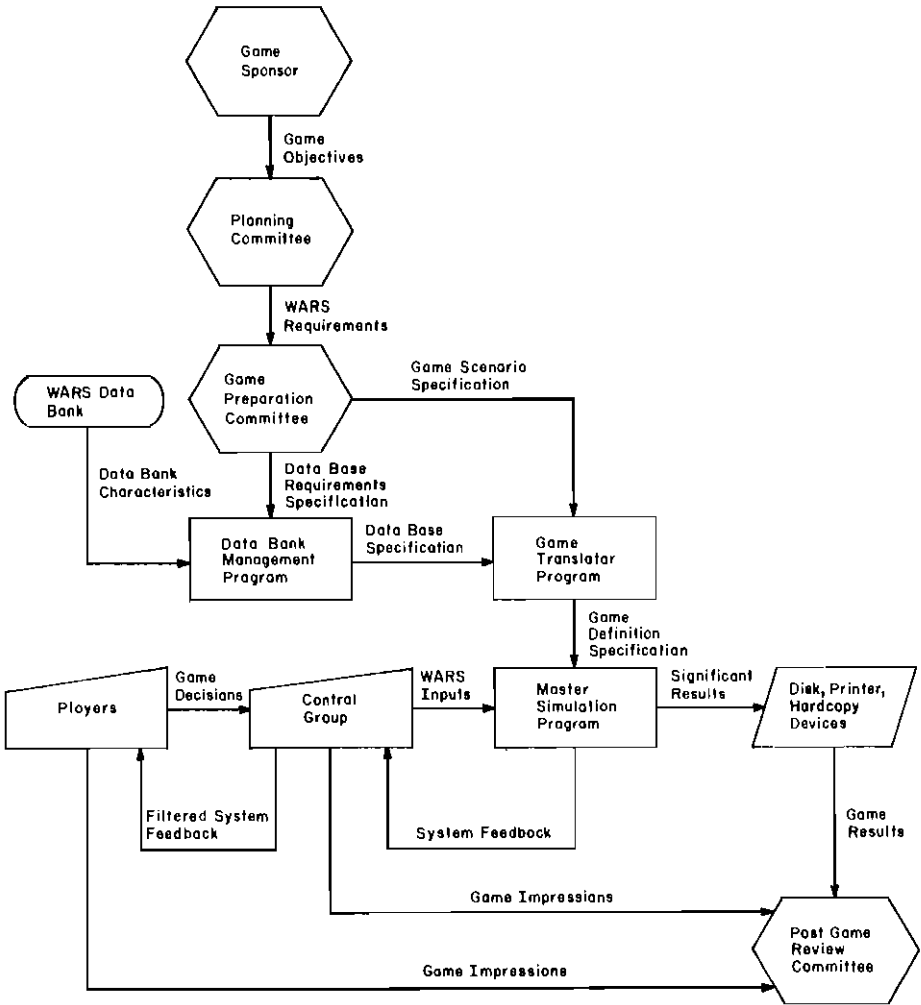 Game
Sponsor
Game
Objectives
Planning
Committee
WARS
Requirements
Game Scenario
Specification
WARS Data
Bank
Game
Preparation
Committee
Data Bank
Characteristics
Data Base
Requirements
Specification
Data Bank
Management
Program
Data Base
Specification
Game
Translator
Program
Game
Definition
Specification
Players
Game
Decisions
Control
Group
WARS
Inputs
Master
Simulation
Program
Significant
Results
Disk, Printer,
Hardcopy
Devices
Filtered System
Feedback
System Feedback
Game
Results
Game Impressions
Post Game
Review
Committee
Game Impressions